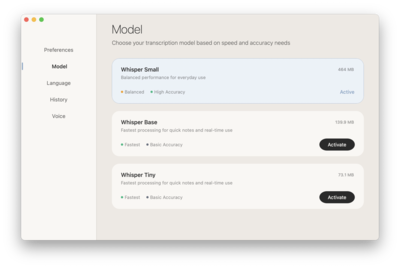 Model
Choose your transcription model based on speed and accuracy needs
Preferences
Model
Language
History
Voice
Whisper Small
464 MB
Balanced performance for everyday use
Balanced
High Accuracy
Active
Whisper Base
Fastest processing for quick notes and real-time use
Fastest
Basic Accuracy
Activate
Whisper Tiny
73.1 MB
Fastest processing for quick notes and real-time use
Fastest
Basic Accuracy
Activate